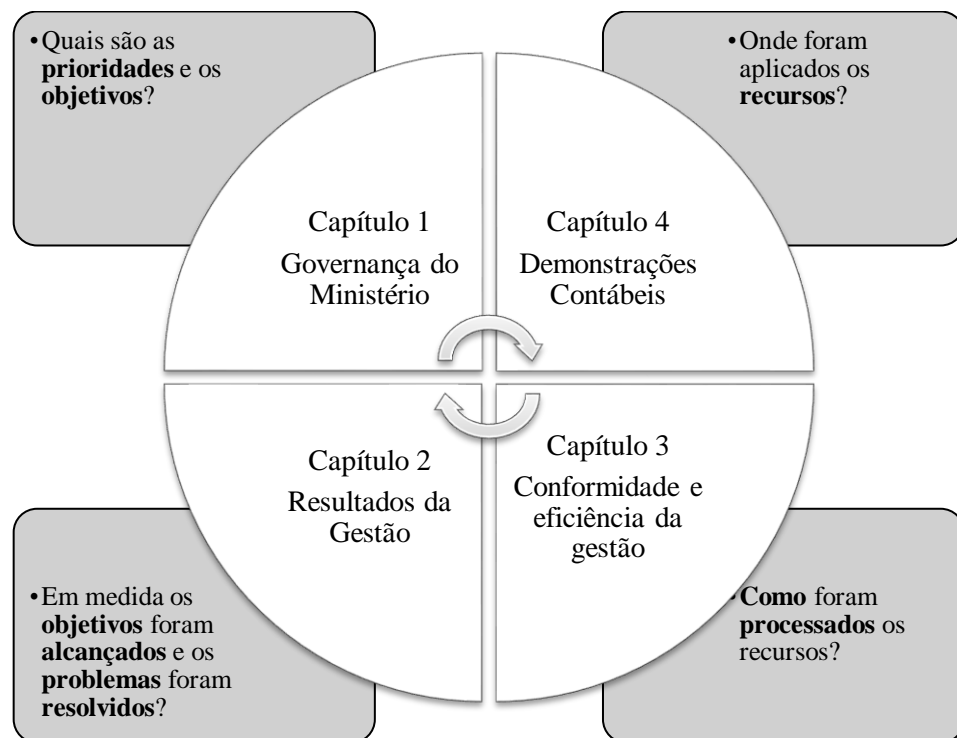 •Quais são as
prioridades e os
objetivos?
•Onde foram
aplicados os
recursos?
Capítulo 1
Governança do
Ministério
Capítulo 4
Demonstrações
Contábeis
Capítulo 2
Resultados da
Gestão
Capítulo 3
Conformidade e
eficiência da
gestão
•Em medida os
objetivos foram
alcançados e os
problemas foram
resolvidos?
•Como foram
processados os
recursos?